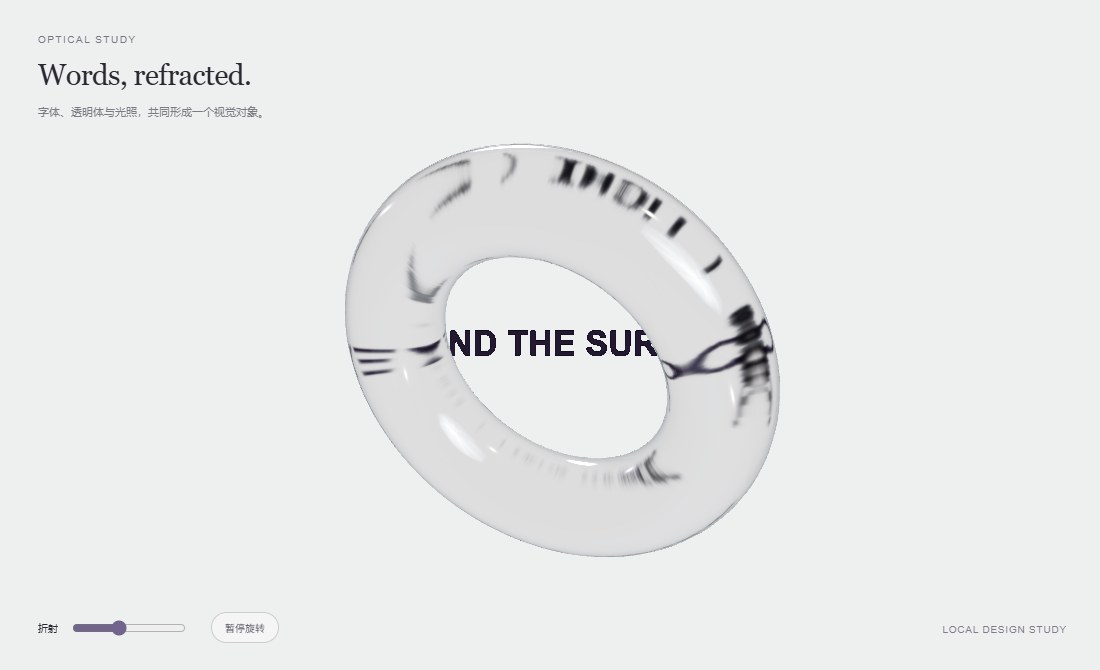 OPTICAL STUDY
Words, refracted.
字体、透明体与光照，共同形成一个视觉对象。
ND THE SUR
折射
暂停旋转
LOCAL DESIGN STUDY